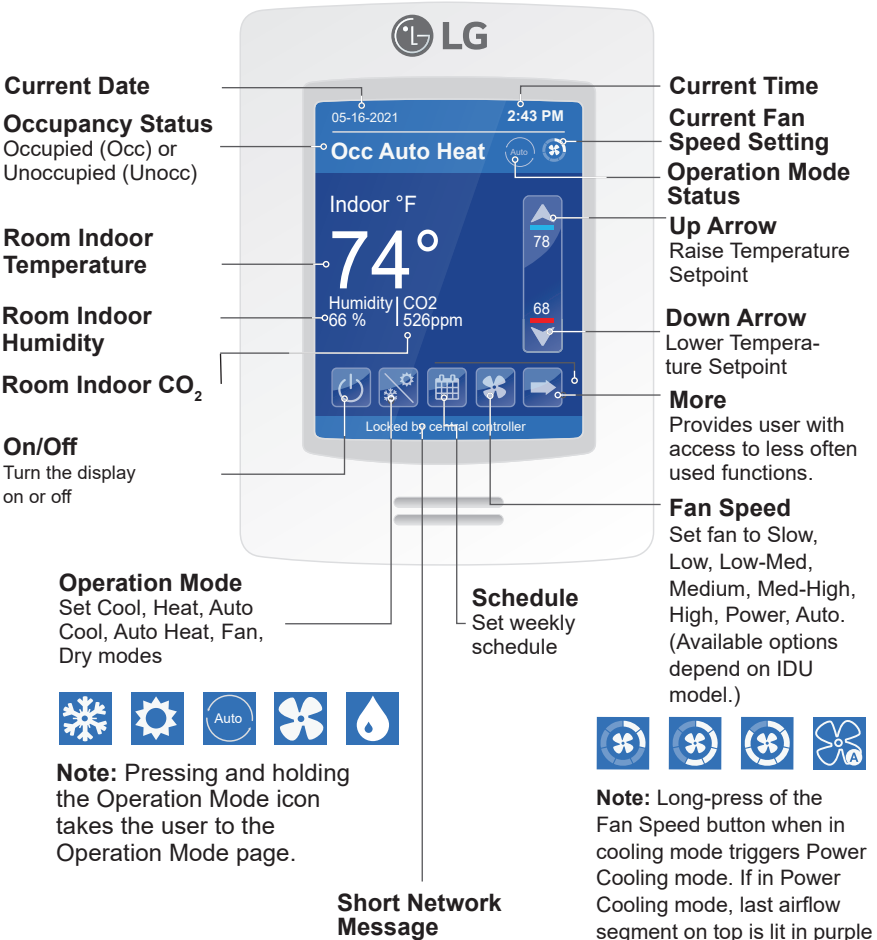 LG
Current Date
Occupancy Status
Occupied (Occ) or
Unoccupied (Unocc)
Room Indoor
Temperature
Room Indoor
Humidity
Room Indoor CO2
On/Off
Turn the display
on or off
05-16-2021
2:43 PM
Occ Auto Heat
Auto
Indoor °F
74°
78
68
Humidity
66 %
CO2
526ppm
Locked by central controller
Current Time
Current Fan
Speed Setting
Operation Mode
Status
Up Arrow
Raise Temperature
Setpoint
Down Arrow
Lower Tempera-
ture Setpoint
More
Provides user with
access to less often
used functions.
Fan Speed
Set fan to Slow,
Low, Low-Med,
Medium, Med-High,
High, Power, Auto.
(Available options
depend on IDU
model.)
A
Note: Long-press of the
Fan Speed button when in
cooling mode triggers Power
Cooling mode. If in Power
Cooling mode, last airflow
segment on top is lit in purple
Operation Mode
Set Cool, Heat, Auto
Cool, Auto Heat, Fan,
Dry modes
Auto
Note: Pressing and holding
the Operation Mode icon
takes the user to the
Operation Mode page.
Schedule
Set weekly
schedule
Short Network
Message